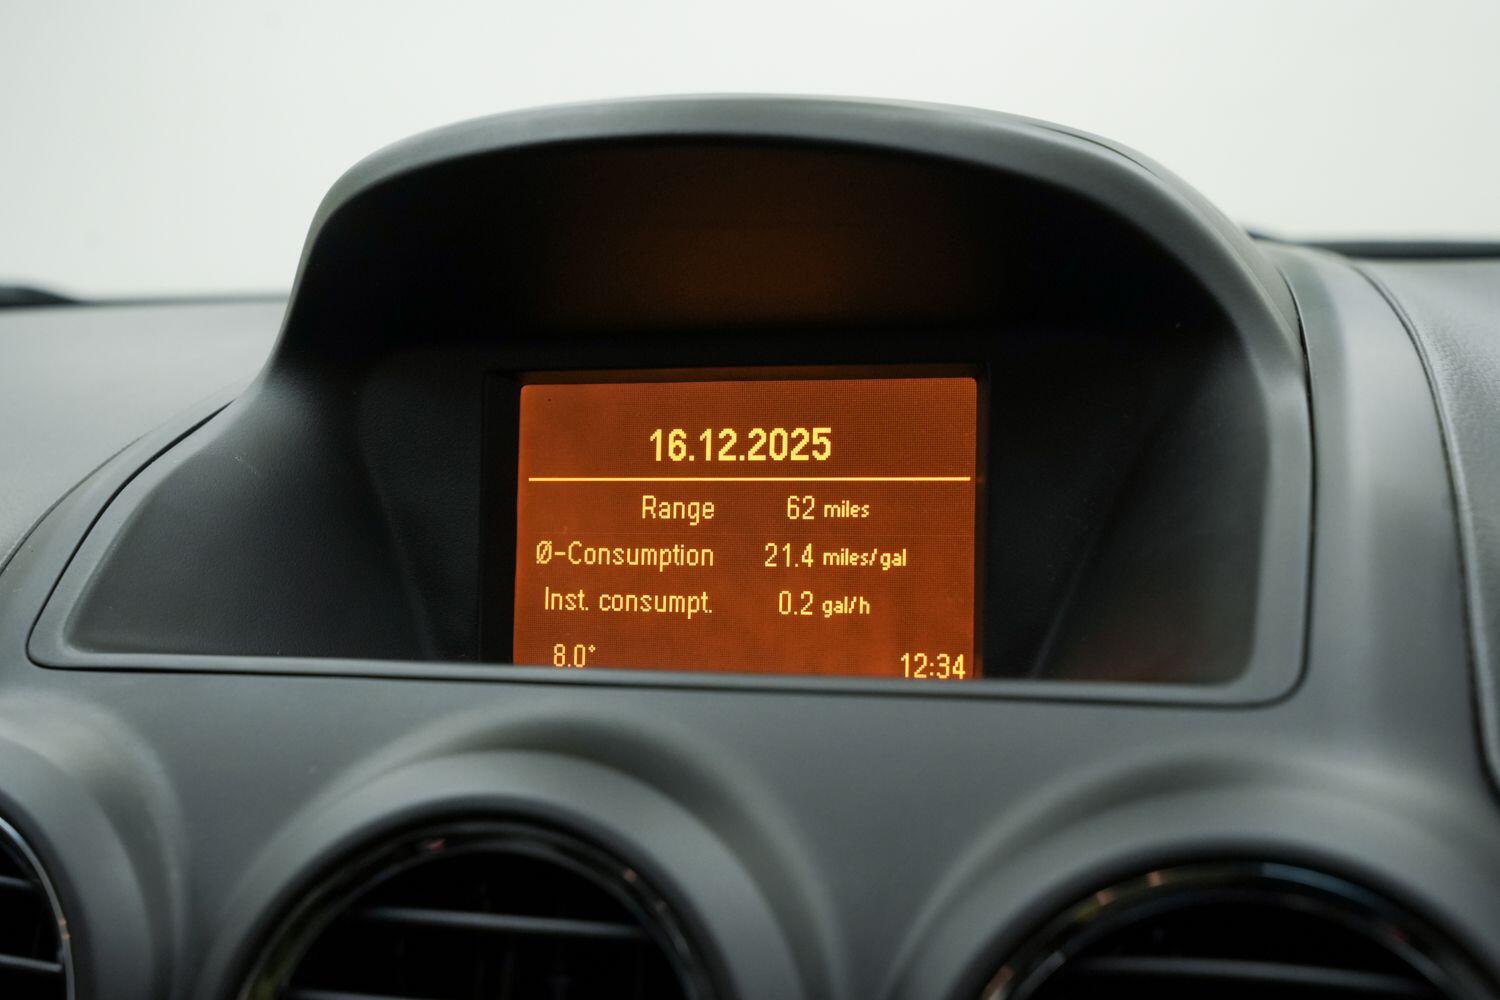 16.12.2025
Range 62 miles
Ø-Consumption 21.4 miles/gal
Inst. consumpt. 0.2 gal/h
8.0° 12:34